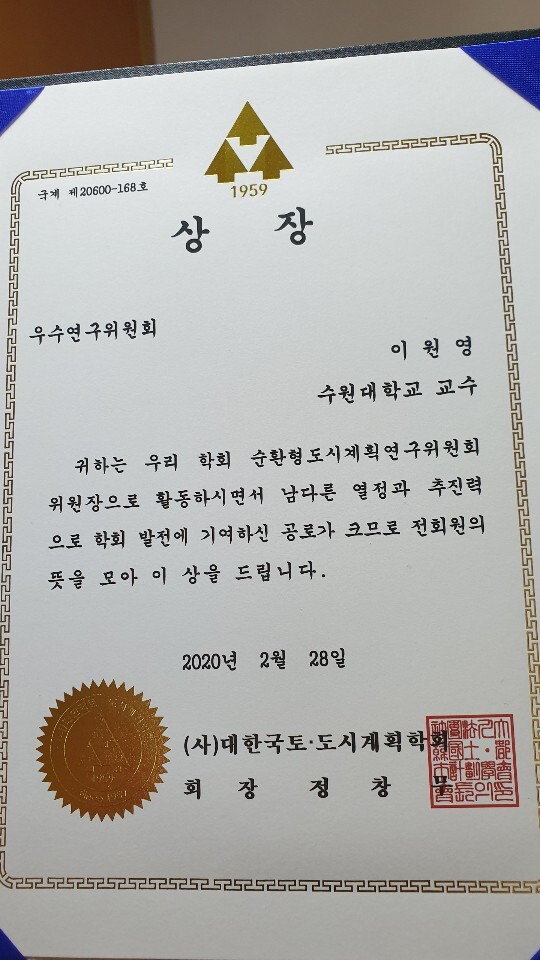 1959
국계 제20600-168호
상 장
우수연구위원회
이 원 영
수원대학교 교수
귀하는 우리 학회 순환형도시계획연구위원회
위원장으로 활동하시면서 남다른 열정과 추진력
으로 학회 발전에 기여하신 공로가 크므로 전회원의
뜻을 모아 이 상을 드립니다.
2020년 2월 28일
(사)대한국토·도시계획학회
회 장 정 창 무
1959